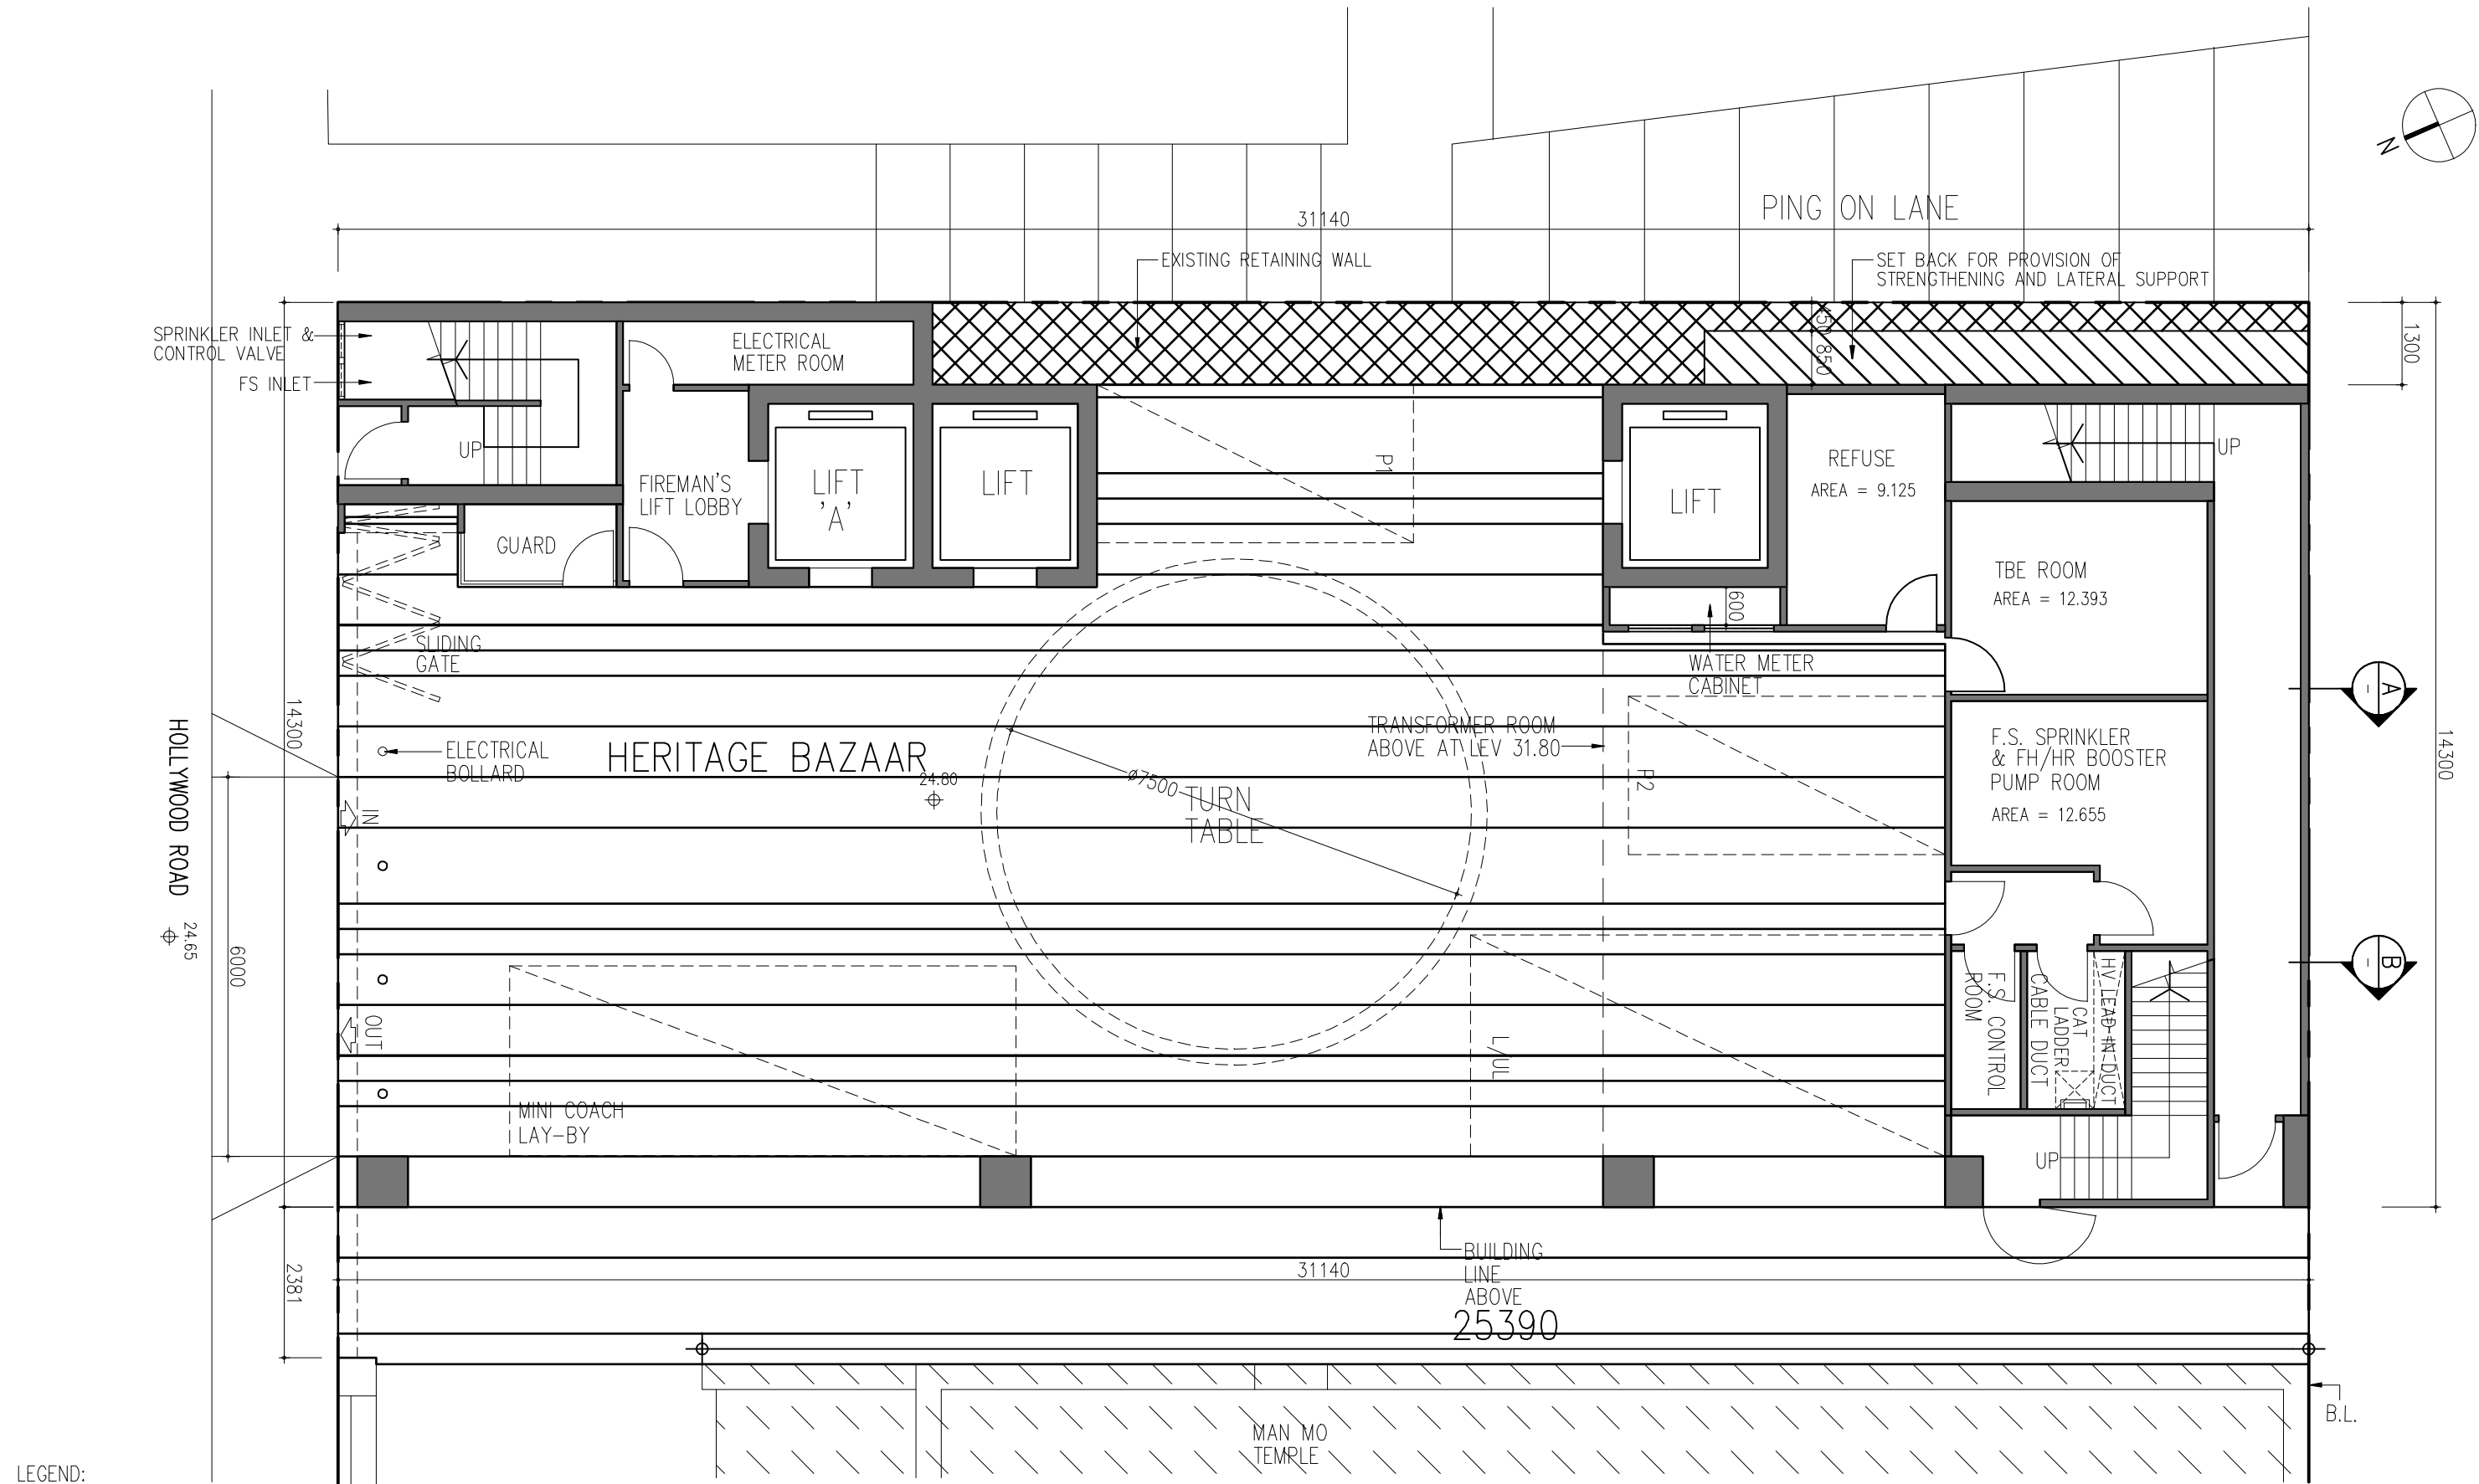 N
PING ON LANE
31140
EXISTING RETAINING WALL
SET BACK FOR PROVISION OF
STRENGTHENING AND LATERAL SUPPORT
450
850
1300
SPRINKLER INLET &
CONTROL VALVE
FS INLET
ELECTRICAL
METER ROOM
UP
FIREMAN'S
LIFT LOBBY
LIFT
'A'
LIFT
P1
LIFT
REFUSE
AREA = 9.125
UP
GUARD
TBE ROOM
AREA = 12.393
600
SLIDING
GATE
WATER METER
CABINET
A
-
14300
HOLLYWOOD ROAD
ELECTRICAL
BOLLARD
HERITAGE BAZAAR
24.80
ø7500
TURN
TABLE
TRANSFORMER ROOM
ABOVE AT LEV 31.80
P2
F.S. SPRINKLER
& FH/HR BOOSTER
PUMP ROOM
AREA = 12.655
14300
IN
24.65
6000
B
-
OUT
L/UL
F.S. CONTROL
ROOM
CABLE DUCT
CAT
LADDER
HV LEAD-IN DUCT
MINI COACH
LAY-BY
UP
2381
BUILDING
LINE
ABOVE
31140
25390
B.L.
MAN MO
TEMPLE
LEGEND: